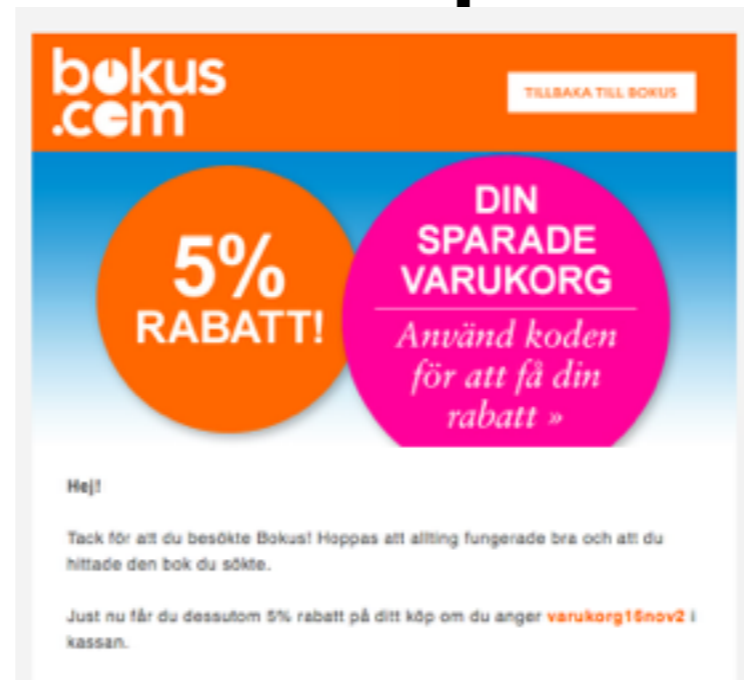 bokus
.com
TILLBAKA TILL BOKUS
5%
RABATT!
DIN
SPARADE
VARUKORG
Använd koden
för att få din
rabatt »
Hej!
Tack för att du besökte Bokus! Hoppas att allting fungerade bra och att du
hittade den bok du sökte.
Just nu får du dessutom 5% rabatt på ditt köp om du anger varukorg15nov2 i
kassan.